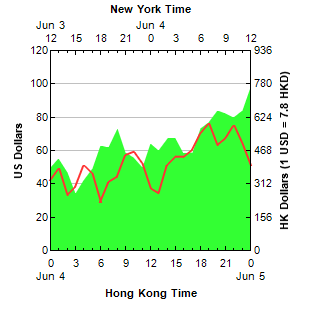 New York Time
Jun 3 Jun 4
12 15 18 21 0 3 6 9 12
120 936
100 780
80 624
60 468
40 312
20 156
0 0
US Dollars
HK Dollars (1 USD = 7.8 HKD)
0 3 6 9 12 15 18 21 0
Jun 4 Jun 5
Hong Kong Time